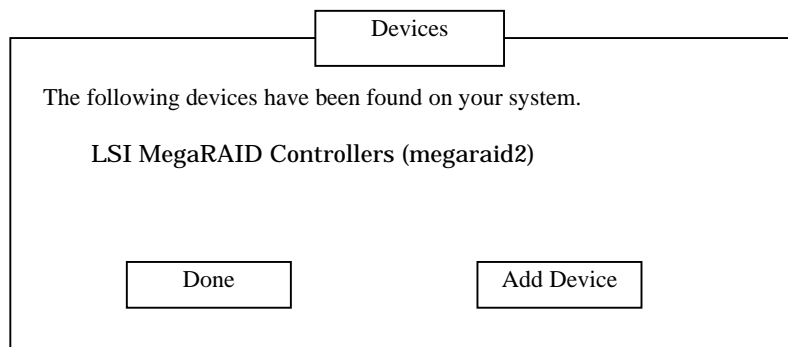 Devices
The following devices have been found on your system.
LSI MegaRAID Controllers (megaraid2)
Done
Add Device